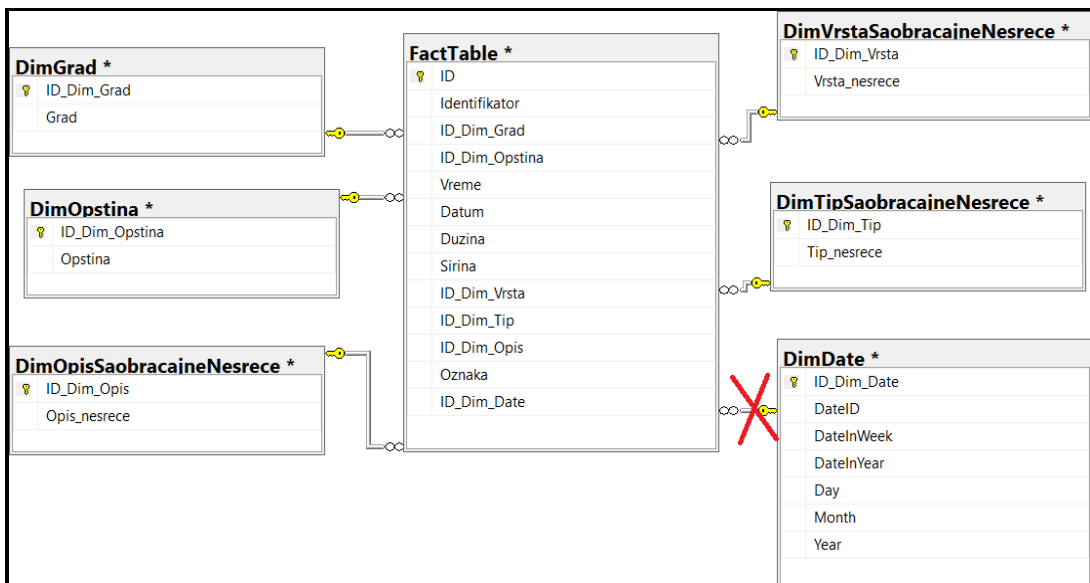 DimGrad *
ID_Dim_Grad
Grad
DimOpstina *
ID_Dim_Opstina
Opstina
DimOpisSaobracajneNesrece *
ID_Dim_Opis
Opis_nesrece
FactTable *
ID
Identifikator
ID_Dim_Grad
ID_Dim_Opstina
Vreme
Datum
Duzina
Sirina
ID_Dim_Vrsta
ID_Dim_Tip
ID_Dim_Opis
Oznaka
ID_Dim_Date
DimVrstaSaobracajneNesrece *
ID_Dim_Vrsta
Vrsta_nesrece
DimTipSaobracajneNesrece *
ID_Dim_Tip
Tip_nesrece
DimDate *
ID_Dim_Date
DateID
DateInWeek
DateInYear
Day
Month
Year